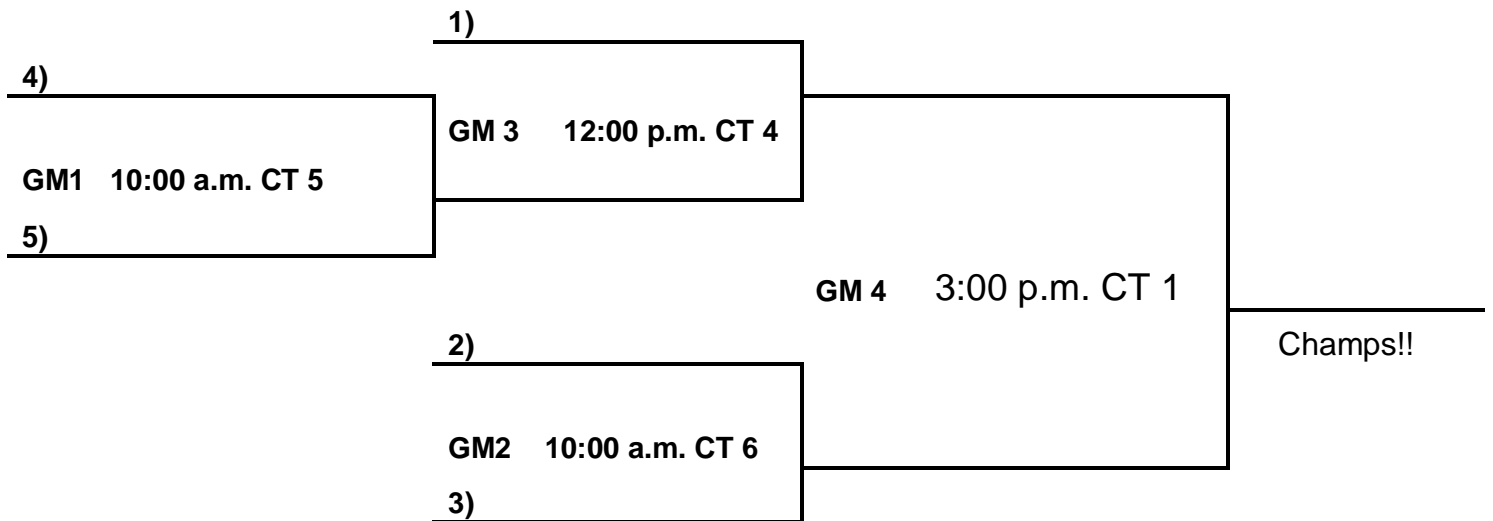 1)
4)
GM 3 12:00 p.m. CT 4
GM1 10:00 a.m. CT 5
5)
GM 4 3:00 p.m. CT 1
2)
Champs!!
GM2 10:00 a.m. CT 6
3)